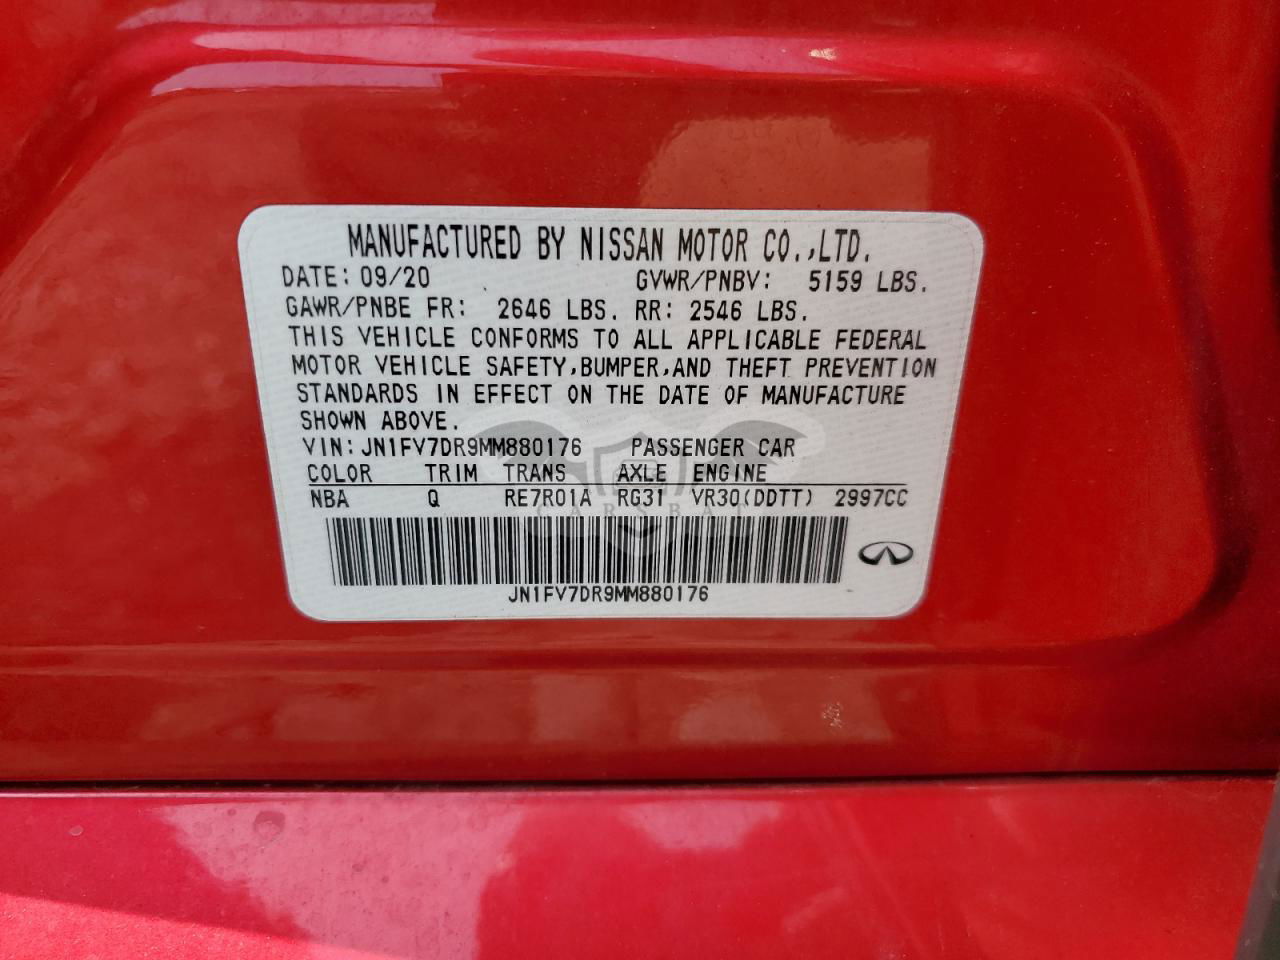 MANUFACTURED BY NISSAN MOTOR CO.,LTD.
DATE: 09/20 GVWR/PNBV: 5159 LBS.
GAWR/PNBE FR: 2646 LBS. RR: 2546 LBS.
THIS VEHICLE CONFORMS TO ALL APPLICABLE FEDERAL
MOTOR VEHICLE SAFETY,BUMPER,AND THEFT PREVENTION
STANDARDS IN EFFECT ON THE DATE OF MANUFACTURE
SHOWN ABOVE.
VIN: JN1FV7DR9MM880176 PASSENGER CAR
COLOR TRIM TRANS AXLE ENGINE
NBA Q RE7R01A RG31 VR30(DDTT) 2997CC
CARSBAT
JN1FV7DR9MM880176